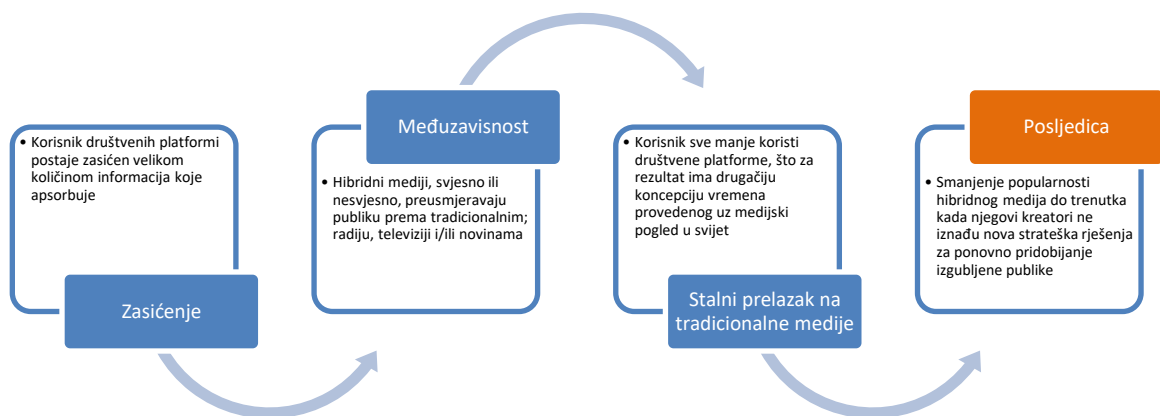 • Korisnik društvenih platformi
postaje zasićen velikom
količinom informacija koje
apsorbuje
Zasićenje
Međuzavisnost
• Hibridni mediji, svjesno ili
nesvjesno, preusmjeravaju
publiku prema tradicionalnim;
radiju, televiziji i/ili novinama
• Korisnik sve manje koristi
društvene platforme, što za
rezultat ima drugačiju
koncepciju vremena
provedenog uz medijski
pogled u svijet
Stalni prelazak na
tradicionalne medije
Posljedica
• Smanjenje popularnosti
hibridnog medija do trenutka
kada njegovi kreatori ne
iznađu nova strateška rješenja
za ponovno pridobijanje
izgubljene publike